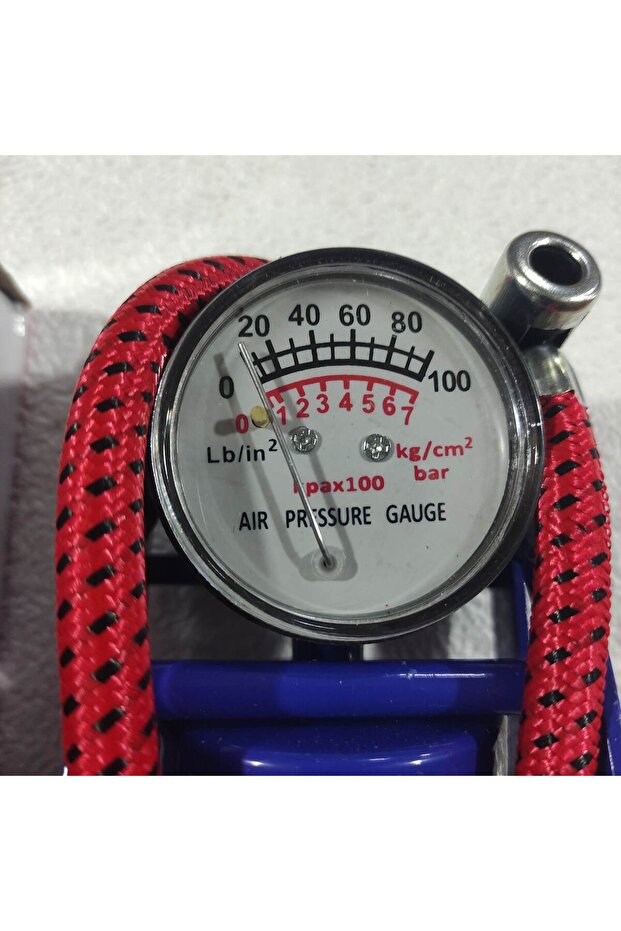 0 20 40 60 80 100
0 1 2 3 4 5 6 7
Lb/in² kg/cm²
bar
pax100
AIR PRESSURE GAUGE